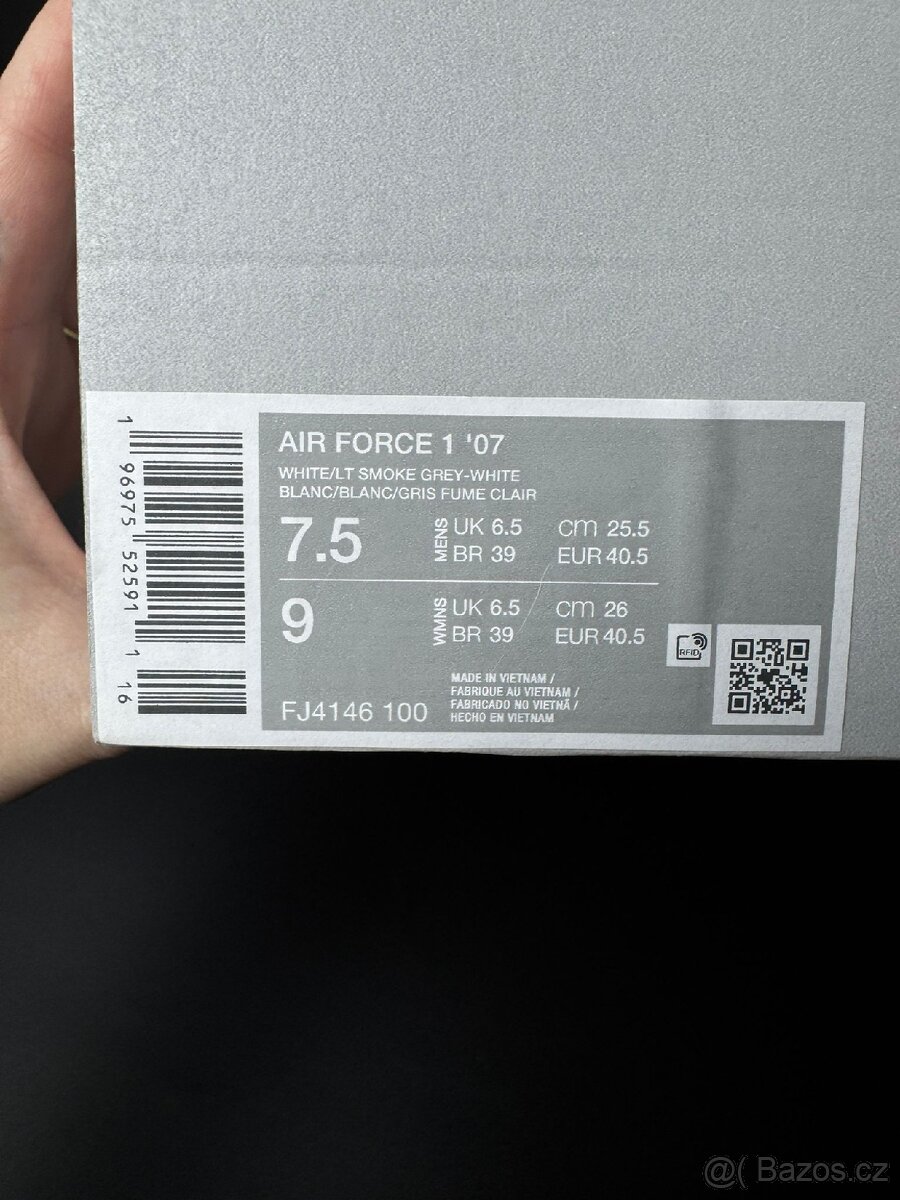 AIR FORCE 1 '07
WHITE/LT SMOKE GREY-WHITE
BLANC/BLANC/GRIS FUME CLAIR
7.5 MENS UK 6.5 cm 25.5
BR 39 EUR 40.5
9 WMNS UK 6.5 cm 26
BR 39 EUR 40.5
RFID
FJ4146 100
MADE IN VIETNAM /
FABRIQUE AU VIETNAM /
FABRICADO NO VIETNÃ /
HECHO EN VIETNAM
1 96975 52591 1 16
@( Bazos.cz